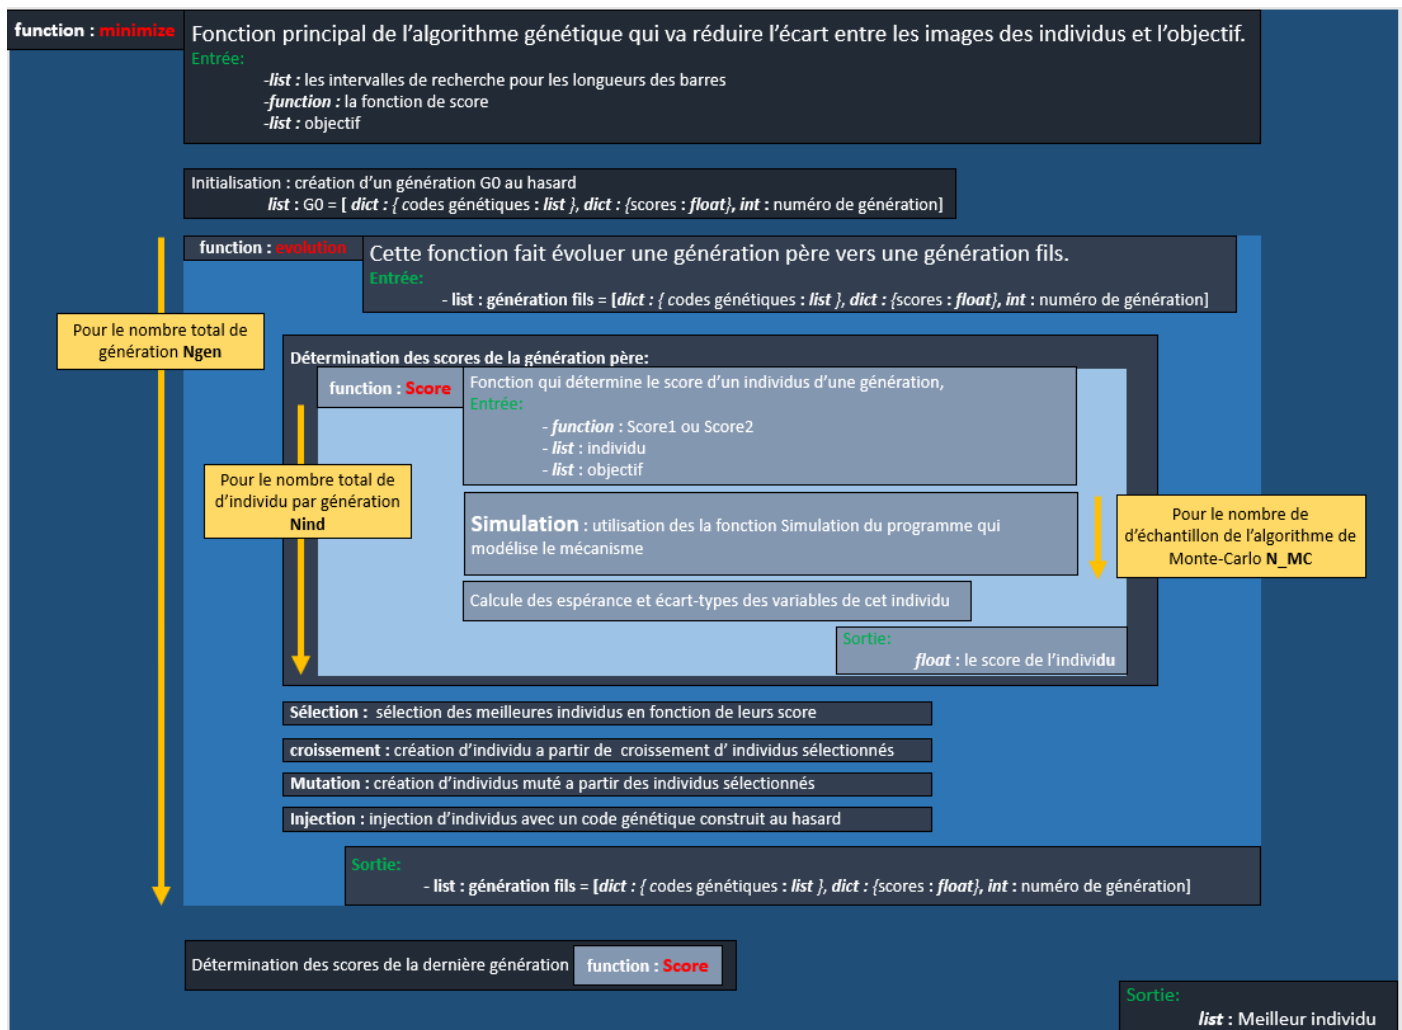 function : minimize
Fonction principal de l'algorithme génétique qui va réduire l'écart entre les images des individus et l'objectif.
Entrée:
-list : les intervalles de recherche pour les longueurs des barres
-function : la fonction de score
-list : objectif
Initialisation : création d'un génération G0 au hasard
list : G0 = [ dict : { codes génétiques : list }, dict : {scores : float}, int : numéro de génération]
function : evolution
Cette fonction fait évoluer une génération père vers une génération fils.
Entrée:
- list : génération fils = [dict : { codes génétiques : list }, dict : {scores : float}, int : numéro de génération]
Pour le nombre total de
génération Ngen
Détermination des scores de la génération père:
function : Score
Fonction qui détermine le score d'un individus d'une génération,
Entrée:
- function : Score1 ou Score2
- list : individu
- list : objectif
Pour le nombre total de
d'individu par génération
Nind
Simulation : utilisation des la fonction Simulation du programme qui
modélise le mécanisme
Pour le nombre de
d'échantillon de l'algorithme de
Monte-Carlo N_MC
Calcule des espérance et écart-types des variables de cet individu
Sortie:
float : le score de l'individu
Sélection : sélection des meilleures individus en fonction de leurs score
croissement : création d'individu a partir de croissement d' individus sélectionnés
Mutation : création d'individus muté a partir des individus sélectionnés
Injection : injection d'individus avec un code génétique construit au hasard
Sortie:
- list : génération fils = [dict : { codes génétiques : list }, dict : {scores : float}, int : numéro de génération]
Détermination des scores de la dernière génération
function : Score
Sortie:
list : Meilleur individu